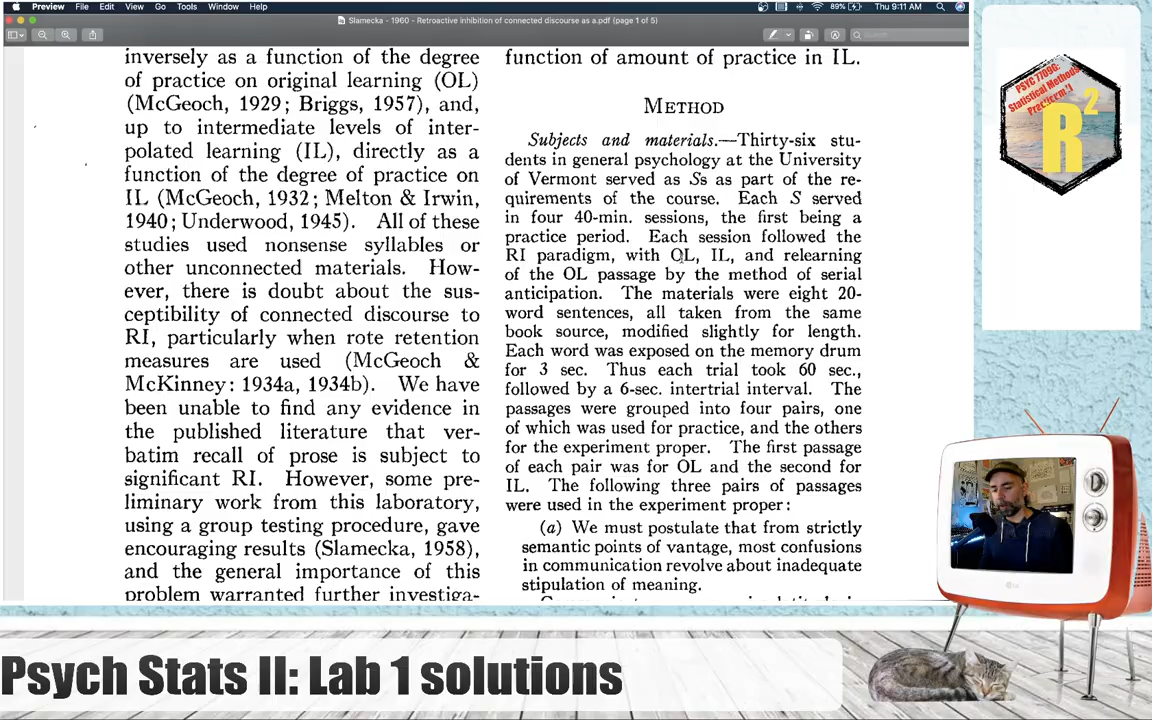 Preview File Edit View Go Tools Window Help
89% Thu 9:11 AM
Slamecka - 1960 - Retroactive inhibition of connected discourse as a.pdf (page 1 of 5)
Search
inversely as a function of the degree
of practice on original learning (OL)
(McGeoch, 1929; Briggs, 1957), and,
up to intermediate levels of inter-
polated learning (IL), directly as a
function of the degree of practice on
IL (McGeoch, 1932; Melton & Irwin,
1940; Underwood, 1945). All of these
studies used nonsense syllables or
other unconnected materials. How-
ever, there is doubt about the sus-
ceptibility of connected discourse to
RI, particularly when rote retention
measures are used (McGeoch &
McKinney: 1934a, 1934b). We have
been unable to find any evidence in
the published literature that ver-
batim recall of prose is subject to
significant RI. However, some pre-
liminary work from this laboratory,
using a group testing procedure, gave
encouraging results (Slamecka, 1958),
and the general importance of this
problem warranted further investiga-
function of amount of practice in IL.
METHOD
Subjects and materials.—Thirty-six stu-
dents in general psychology at the University
of Vermont served as Ss as part of the re-
quirements of the course. Each S served
in four 40-min. sessions, the first being a
practice period. Each session followed the
RI paradigm, with OL, IL, and relearning
of the OL passage by the method of serial
anticipation. The materials were eight 20-
word sentences, all taken from the same
book source, modified slightly for length.
Each word was exposed on the memory drum
for 3 sec. Thus each trial took 60 sec.,
followed by a 6-sec. intertrial interval. The
passages were grouped into four pairs, one
of which was used for practice, and the others
for the experiment proper. The first passage
of each pair was for OL and the second for
IL. The following three pairs of passages
were used in the experiment proper:
(a) We must postulate that from strictly
semantic points of vantage, most confusions
in communication revolve about inadequate
stipulation of meaning.
PSYC 7709G:
Statistical Methods
R2
LG
Psych Stats II: Lab 1 solutions